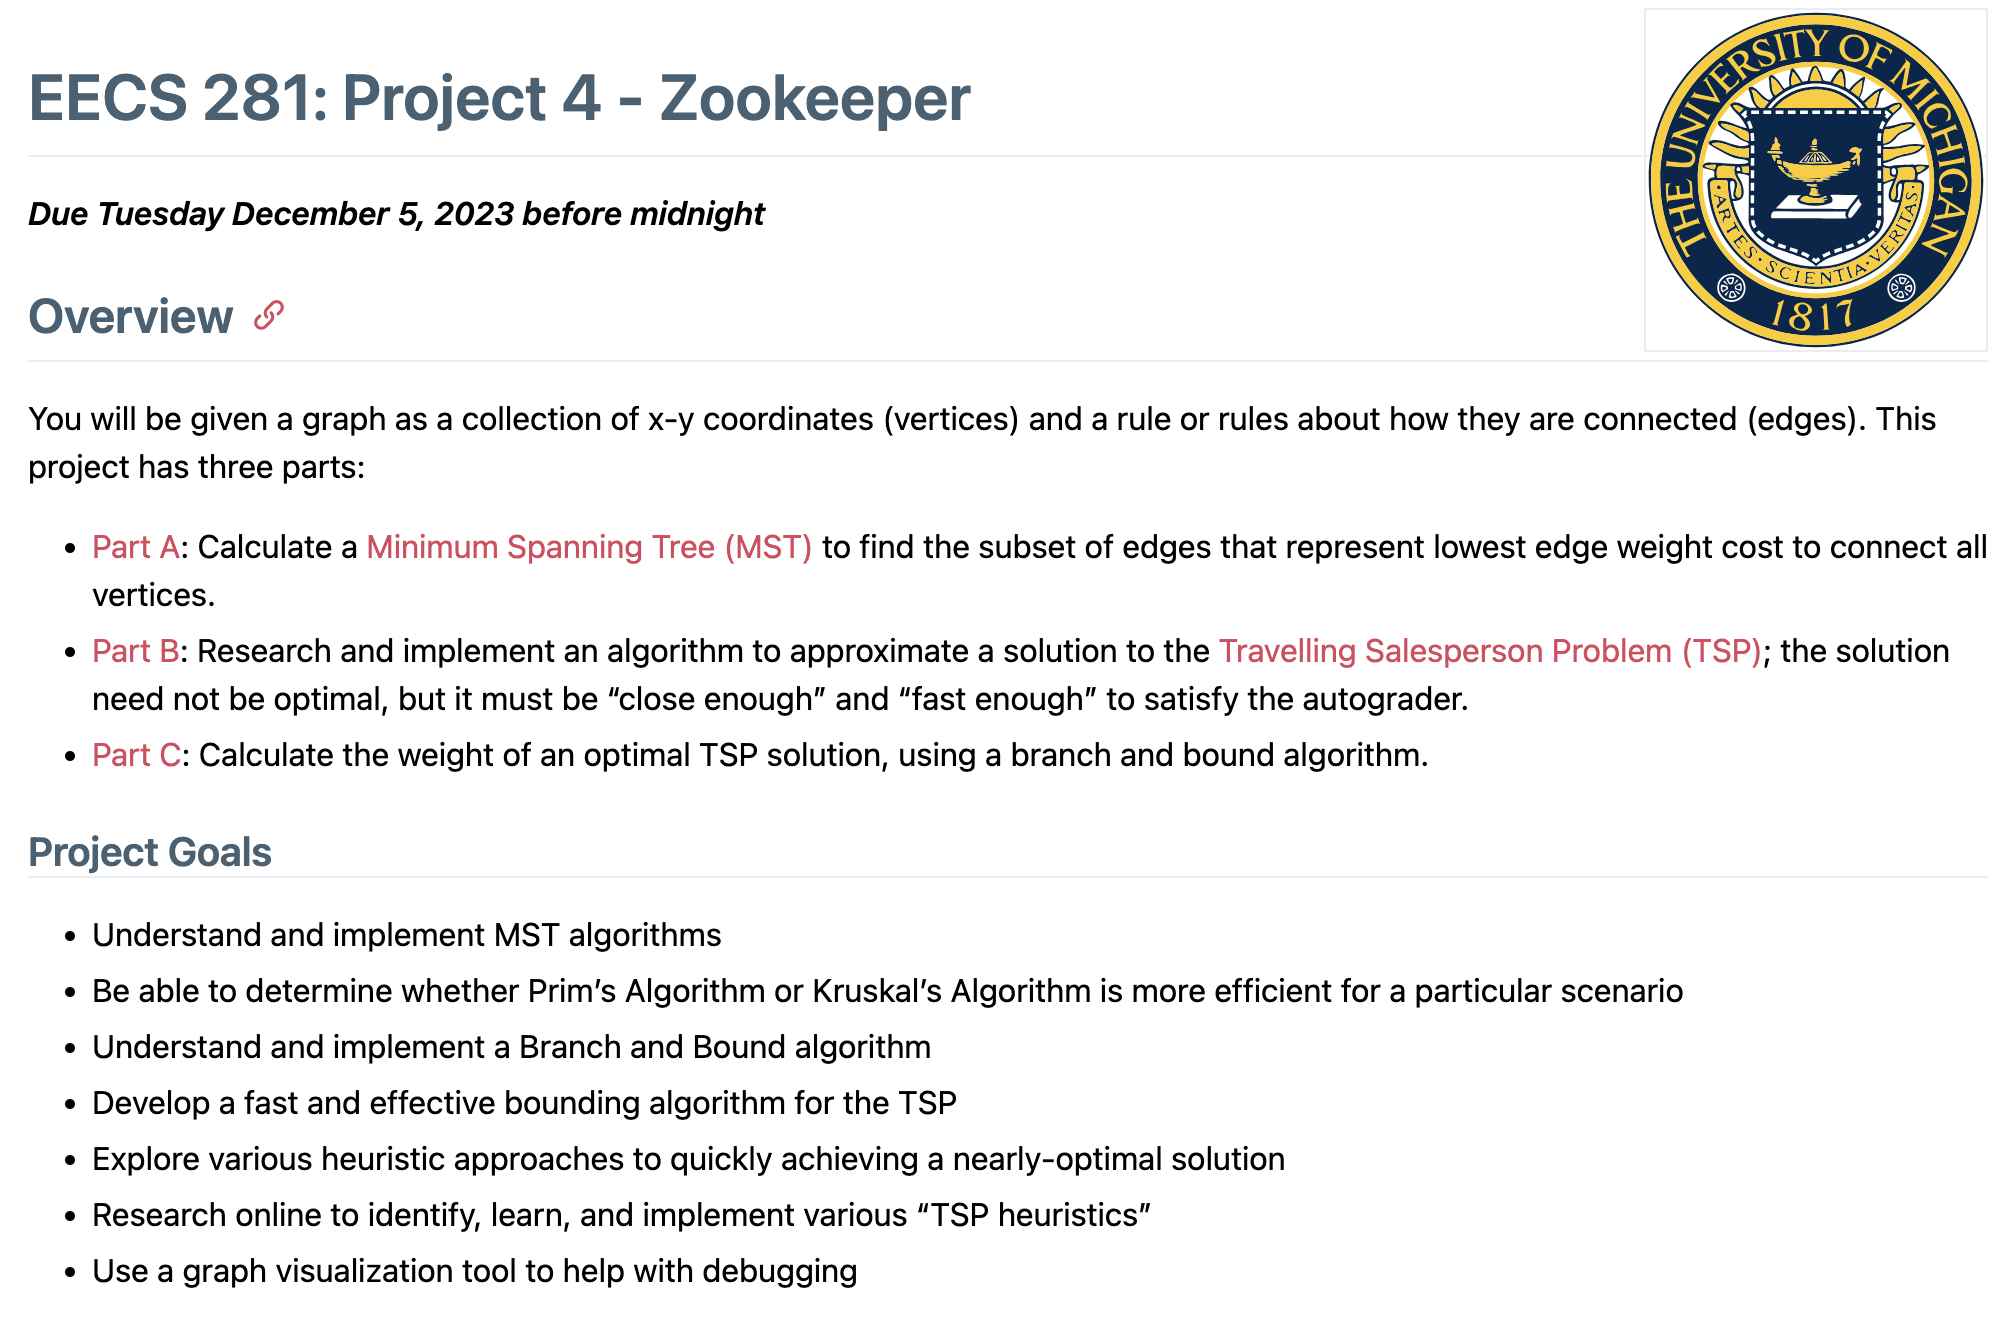 EECS 281: Project 4 - Zookeeper
THE UNIVERSITY OF MICHIGAN
ARTES · SCIENTIA · VERITAS
1817
Due Tuesday December 5, 2023 before midnight
Overview
You will be given a graph as a collection of x-y coordinates (vertices) and a rule or rules about how they are connected (edges). This
project has three parts:
• Part A: Calculate a Minimum Spanning Tree (MST) to find the subset of edges that represent lowest edge weight cost to connect all
vertices.
• Part B: Research and implement an algorithm to approximate a solution to the Travelling Salesperson Problem (TSP); the solution
need not be optimal, but it must be “close enough” and “fast enough” to satisfy the autograder.
• Part C: Calculate the weight of an optimal TSP solution, using a branch and bound algorithm.
Project Goals
• Understand and implement MST algorithms
• Be able to determine whether Prim’s Algorithm or Kruskal’s Algorithm is more efficient for a particular scenario
• Understand and implement a Branch and Bound algorithm
• Develop a fast and effective bounding algorithm for the TSP
• Explore various heuristic approaches to quickly achieving a nearly-optimal solution
• Research online to identify, learn, and implement various “TSP heuristics”
• Use a graph visualization tool to help with debugging